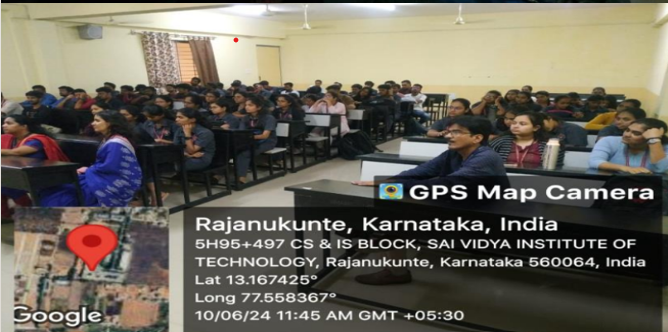 GPS Map Camera
Rajanukunte, Karnataka, India
5H95+497 CS & IS BLOCK, SAI VIDYA INSTITUTE OF
TECHNOLOGY, Rajanukunte, Karnataka 560064, India
Lat 13.167425°
Long 77.558367°
10/06/24 11:45 AM GMT +05:30
Google